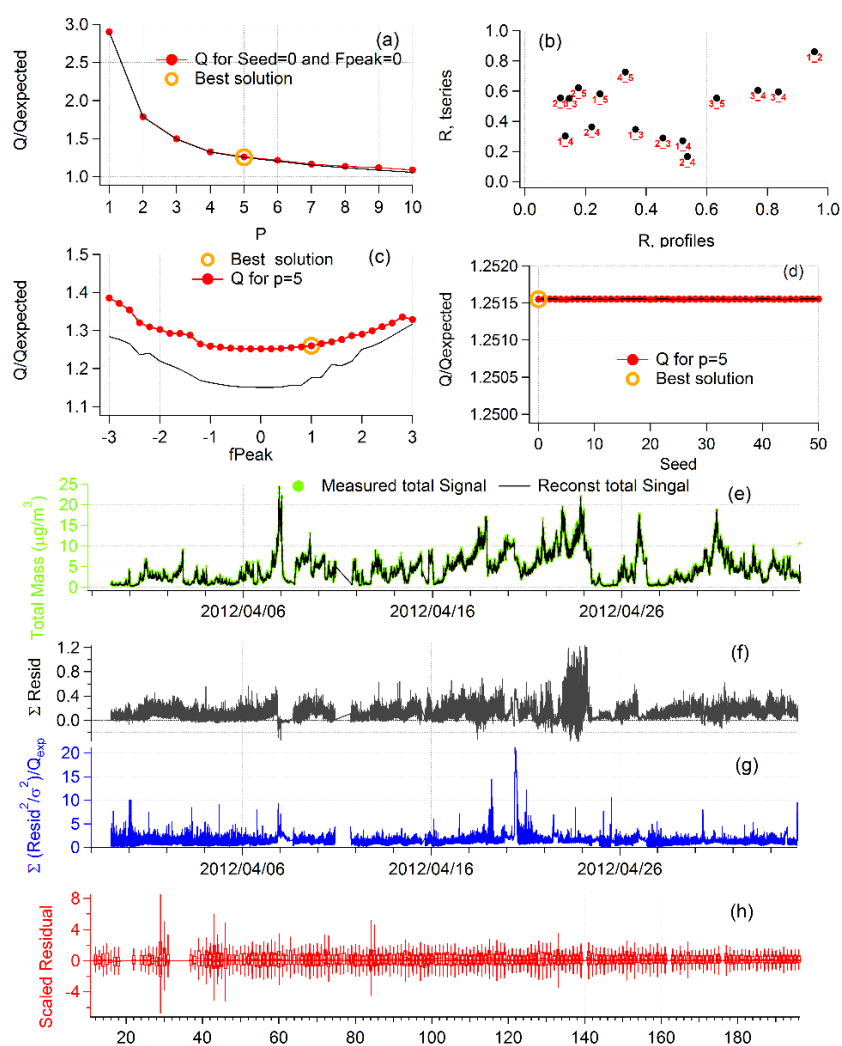 (a)
Q for Seed=0 and Fpeak=0
Best solution
Q/Qexpected
3.0
2.5
2.0
1.5
1.0
1 2 3 4 5 6 7 8 9 10
P
(b)
R, tseries
1.0
0.8
0.6
0.4
0.2
0.0
1_2
4_5
2_5
1_5
3_5
3_4
3_4
1_4
2_4
1_3
2_3
1_4
2_4
0.0 0.2 0.4 0.6 0.8 1.0
R, profiles
(c)
Best solution
Q for p=5
Q/Qexpected
1.5
1.4
1.3
1.2
1.1
-3 -2 -1 0 1 2 3
fPeak
(d)
Q/Qexpected
1.2520
1.2515
1.2510
1.2505
1.2500
Q for p=5
Best solution
0 10 20 30 40 50
Seed
Measured total Signal Reconst total Singal (e)
Total Mass (µg/m³)
25
20
15
10
5
0
2012/04/06 2012/04/16 2012/04/26
(f)
Σ Resid
1.2
0.8
0.4
0.0
(g)
Σ (Resid²/σ²)/Qexp
20
15
10
5
0
2012/04/06 2012/04/16 2012/04/26
(h)
Scaled Residual
8
4
0
-4
20 40 60 80 100 120 140 160 180